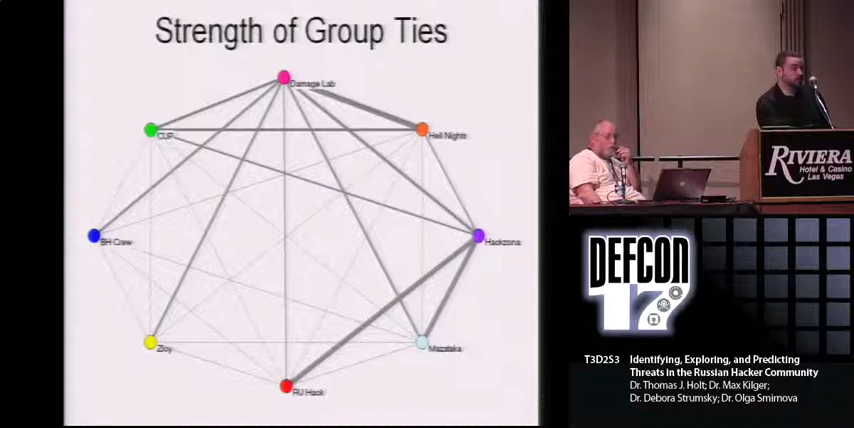 Strength of Group Ties
Damage Lab
CUP
Hell Nights
BH Crew
Hackzona
Zloy
Mazafaka
RU Hack
RIVIERA
Hotel & Casino
Las Vegas
DEFCON
17
T3D2S3 Identifying, Exploring, and Predicting
Threats in the Russian Hacker Community
Dr. Thomas J. Holt; Dr. Max Kilger;
Dr. Debora Strumsky; Dr. Olga Smirnova